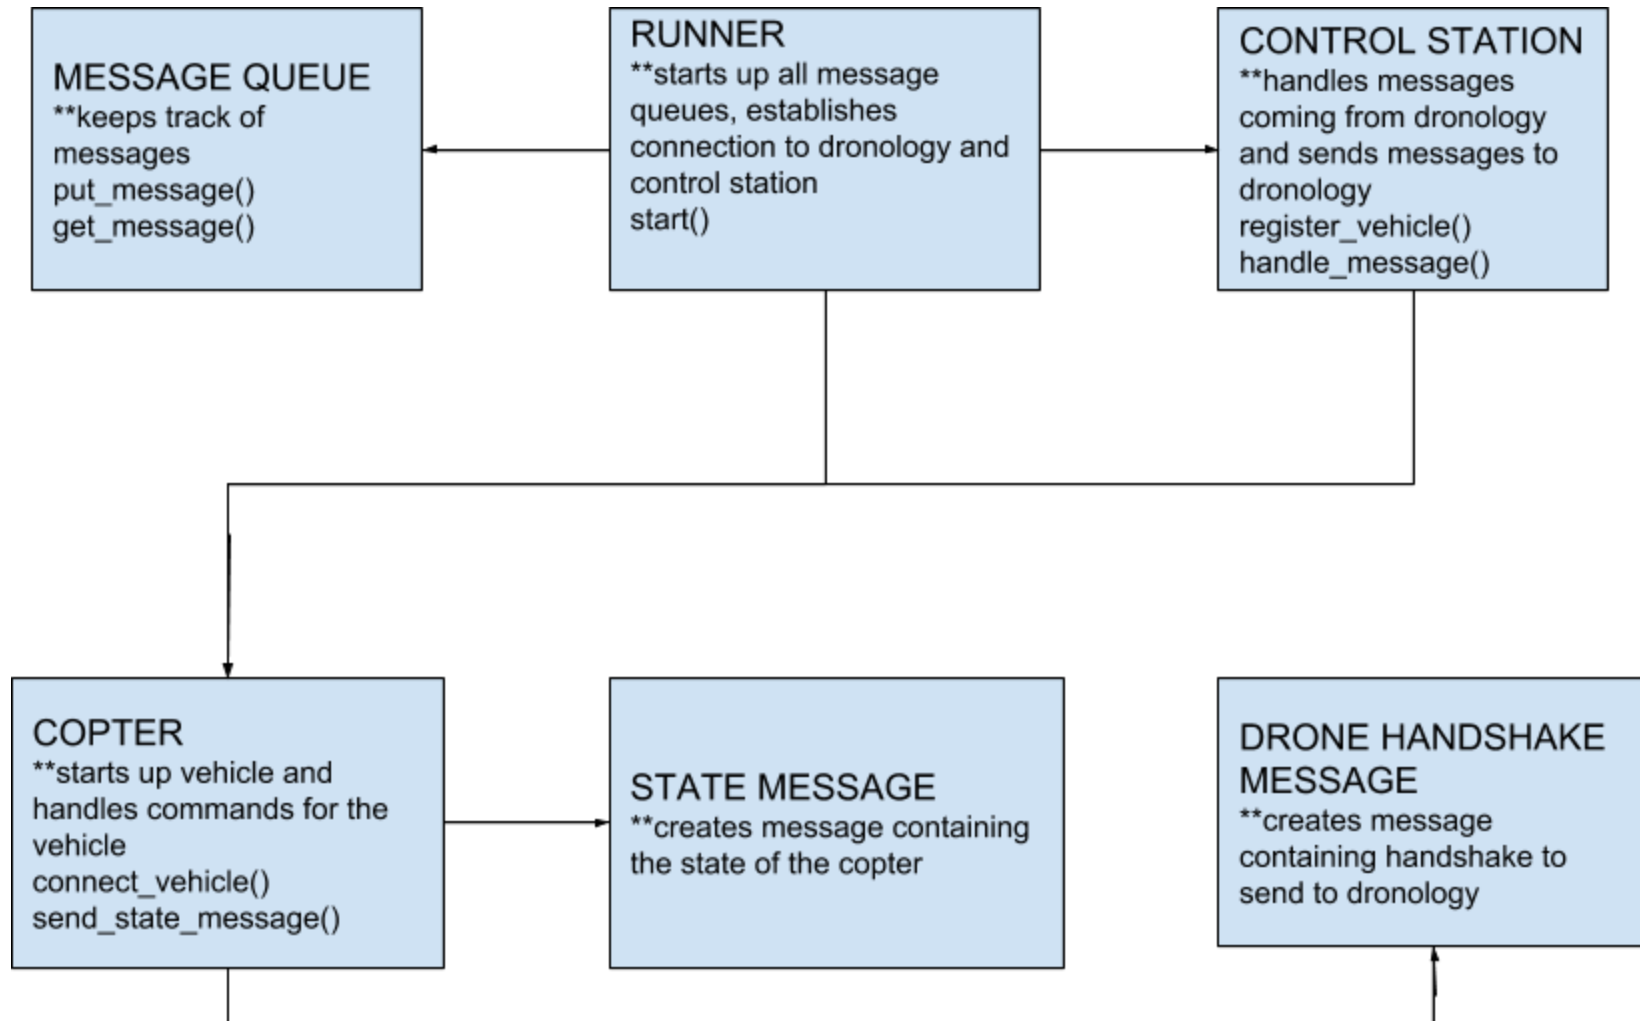 MESSAGE QUEUE
**keeps track of
messages
put_message()
get_message()
RUNNER
**starts up all message
queues, establishes
connection to dronology and
control station
start()
CONTROL STATION
**handles messages
coming from dronology
and sends messages to
dronology
register_vehicle()
handle_message()
COPTER
**starts up vehicle and
handles commands for the
vehicle
connect_vehicle()
send_state_message()
STATE MESSAGE
**creates message containing
the state of the copter
DRONE HANDSHAKE
MESSAGE
**creates message
containing handshake to
send to dronology